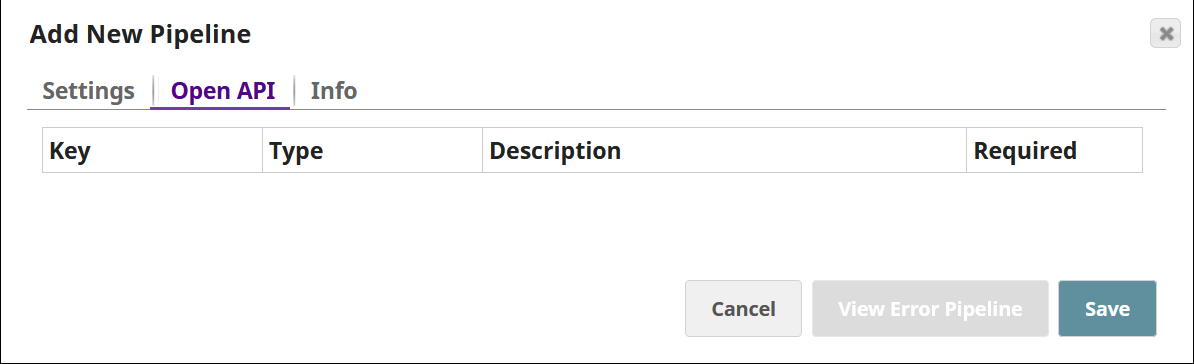 Add New Pipeline
Settings Open API Info
Key Type Description Required
Cancel View Error Pipeline Save